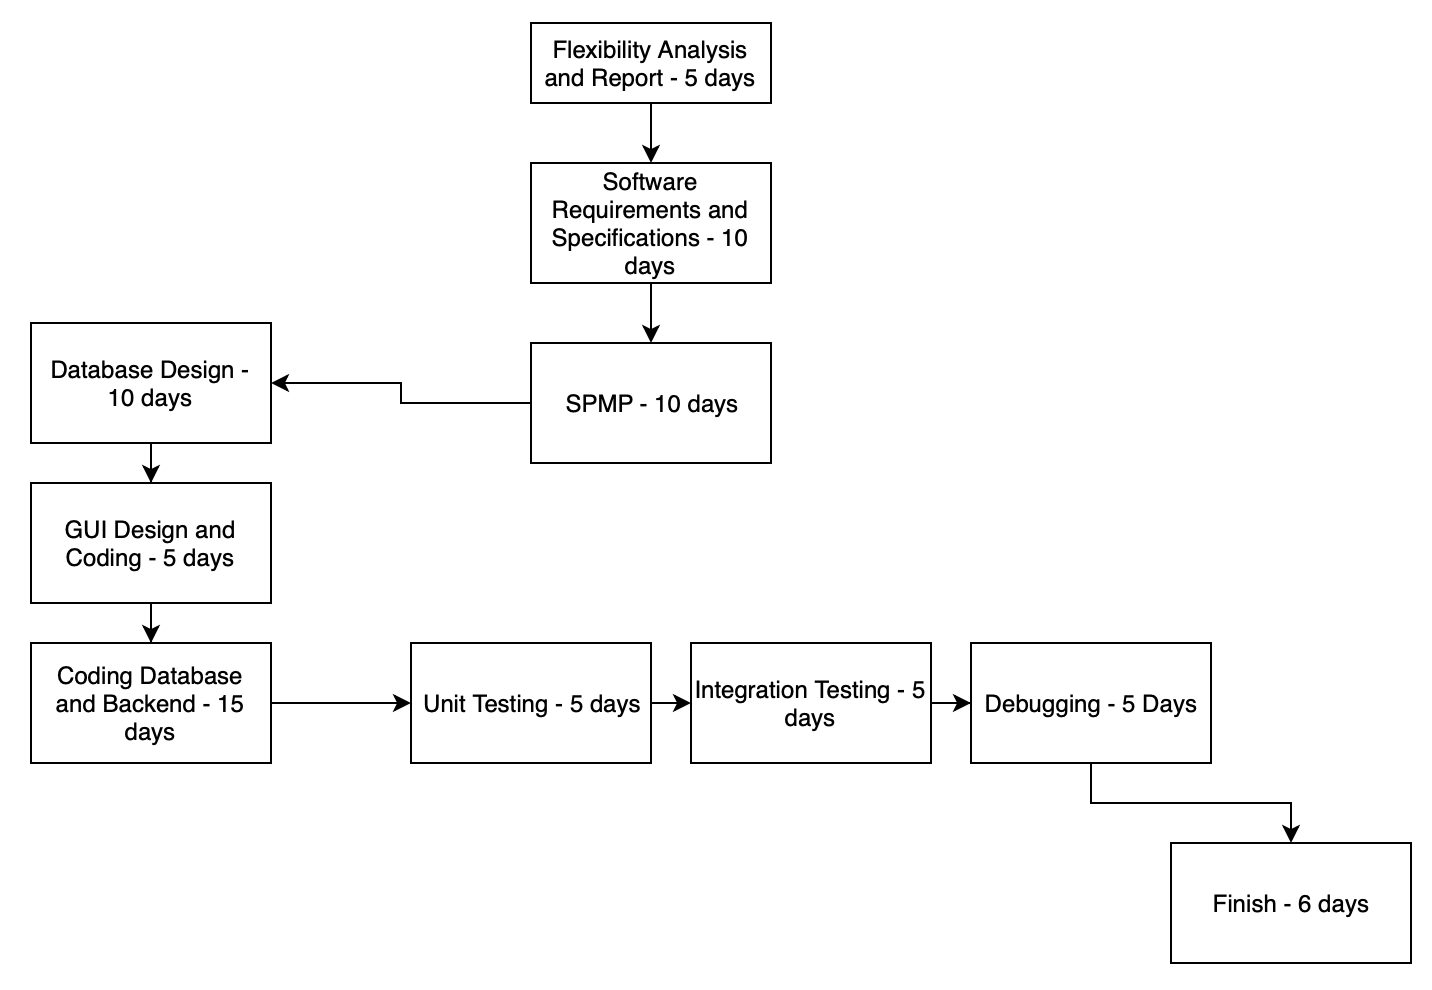 Flexibility Analysis
and Report - 5 days
Software
Requirements and
Specifications - 10
days
SPMP - 10 days
Database Design -
10 days
GUI Design and
Coding - 5 days
Coding Database
and Backend - 15
days
Unit Testing - 5 days
Integration Testing - 5
days
Debugging - 5 Days
Finish - 6 days